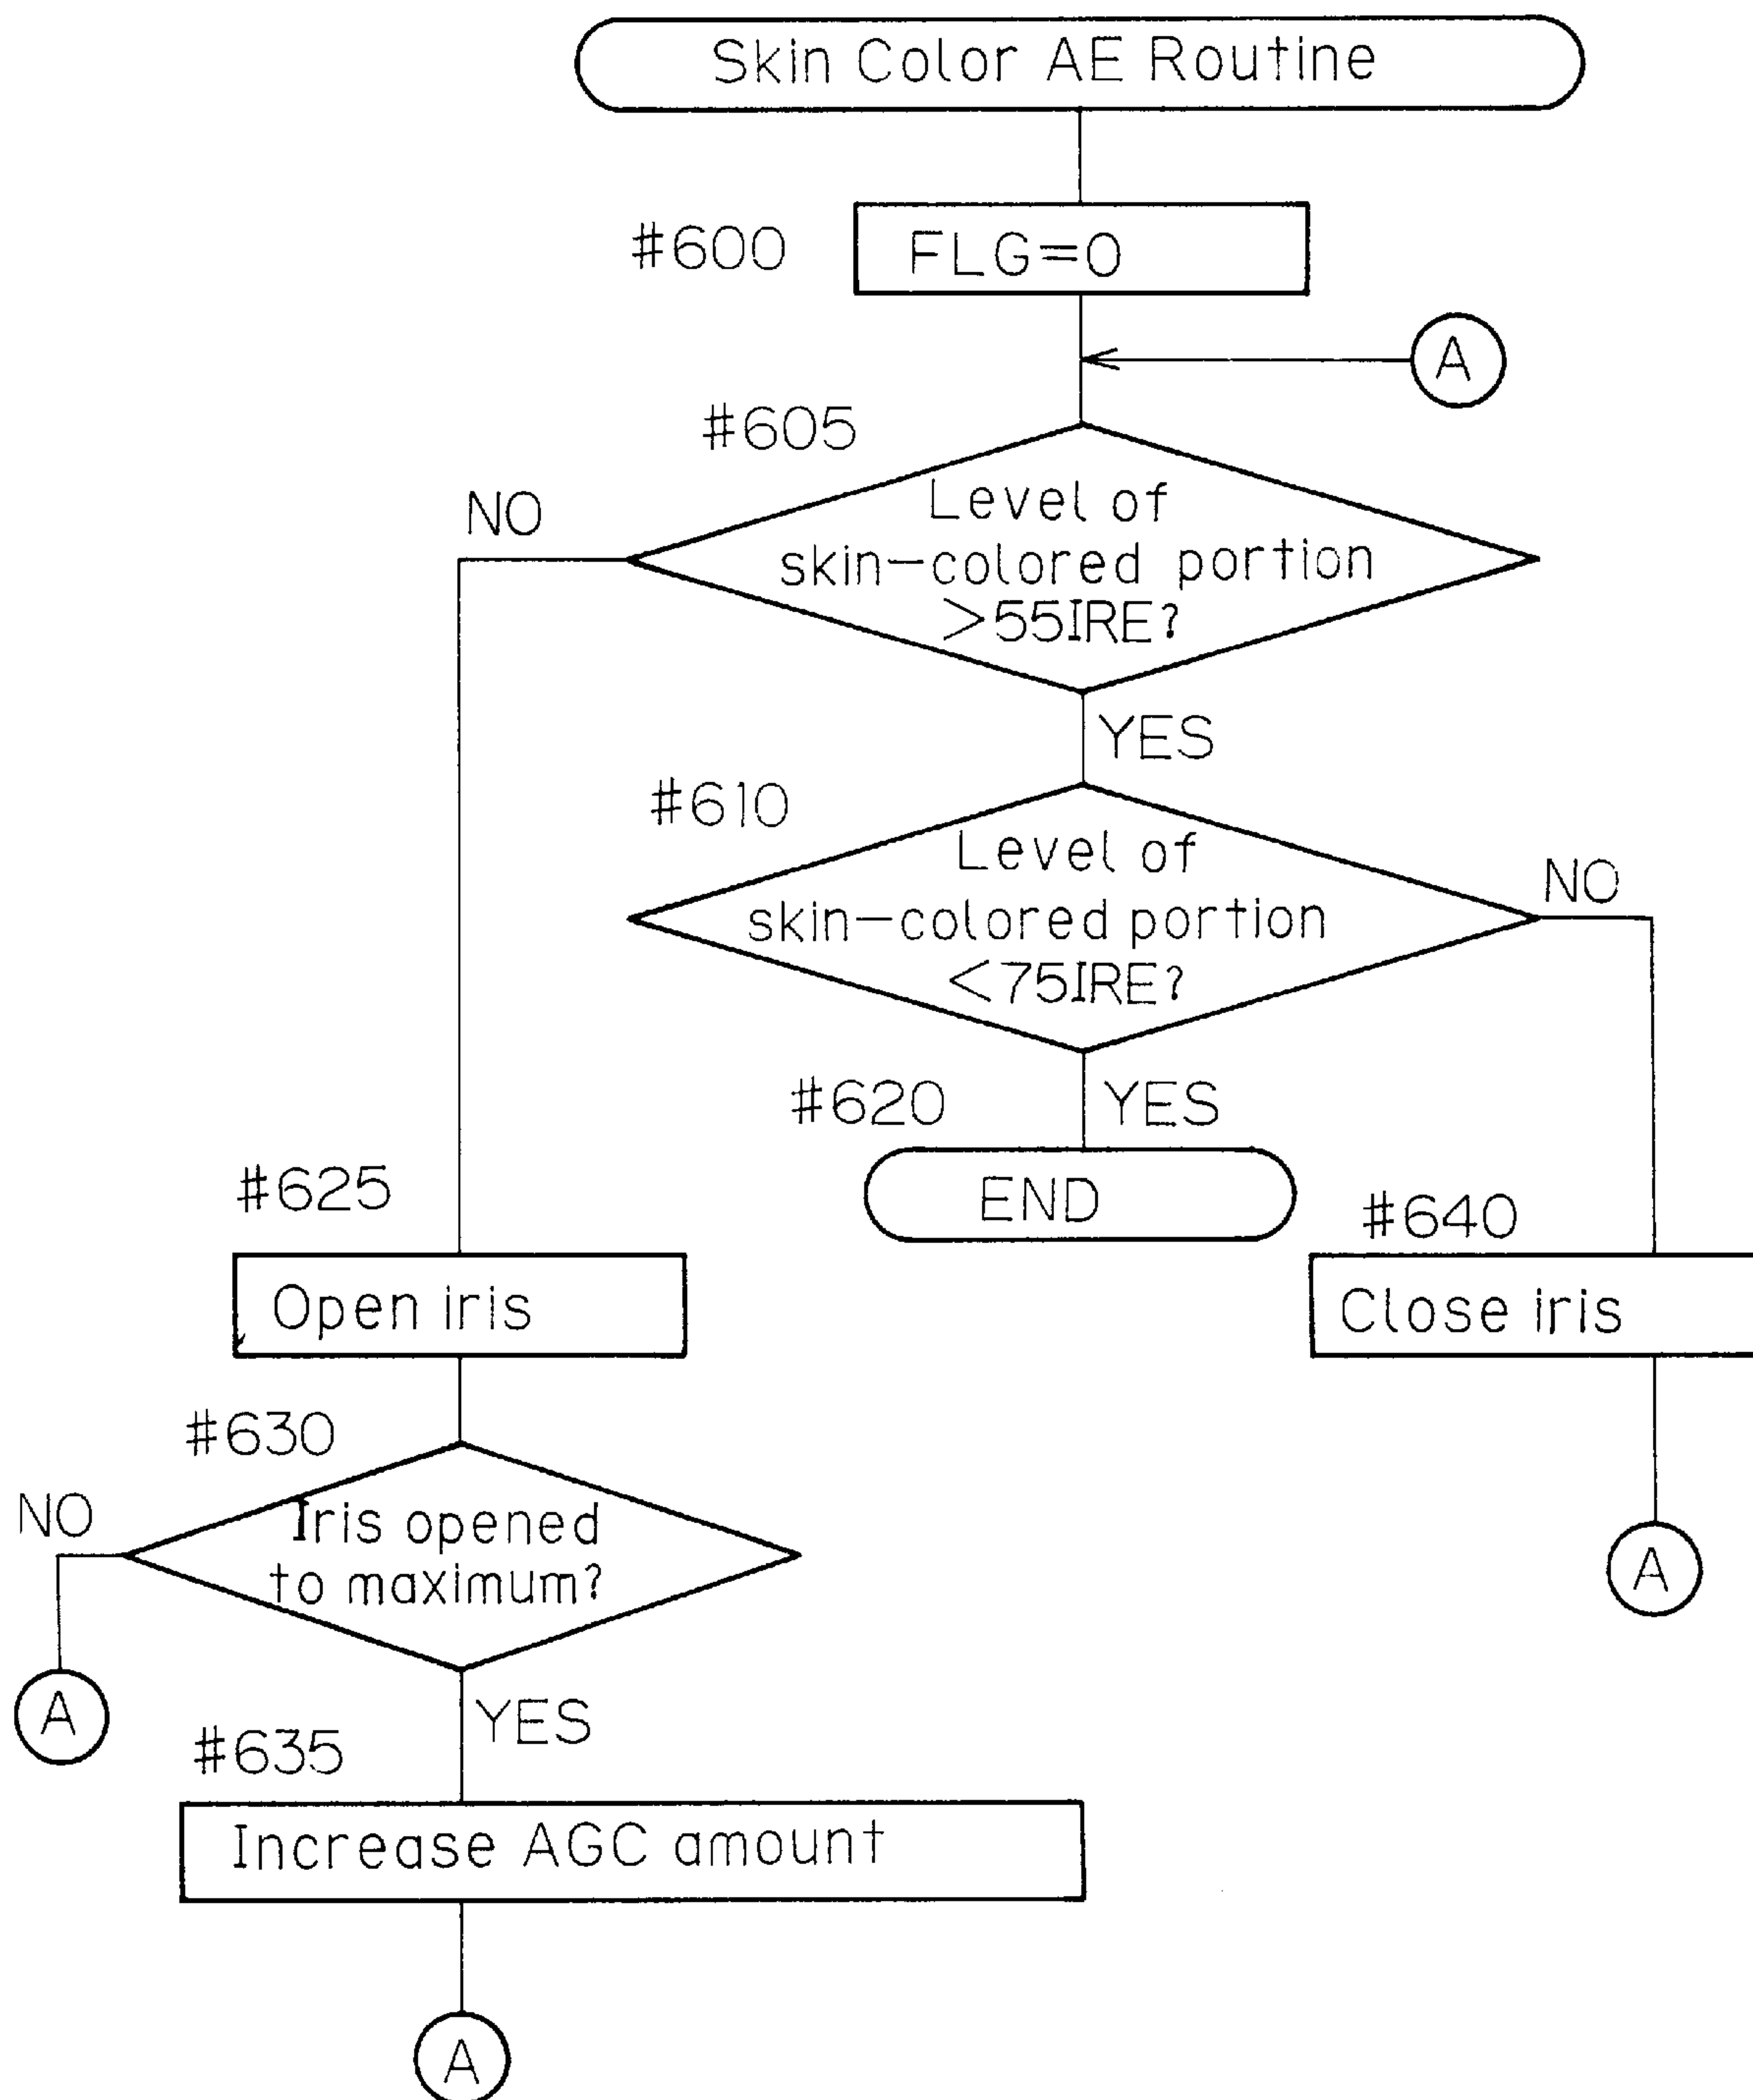 Skin Color AE Routine
#600
FLG=0
A
#605
Level of
skin-colored portion
>55IRE?
NO
YES
#610
Level of
skin-colored portion
<75IRE?
NO
#620
YES
END
#625
Open iris
#640
Close iris
#630
NO
Iris opened
to maximum?
A
A
YES
#635
Increase AGC amount
A